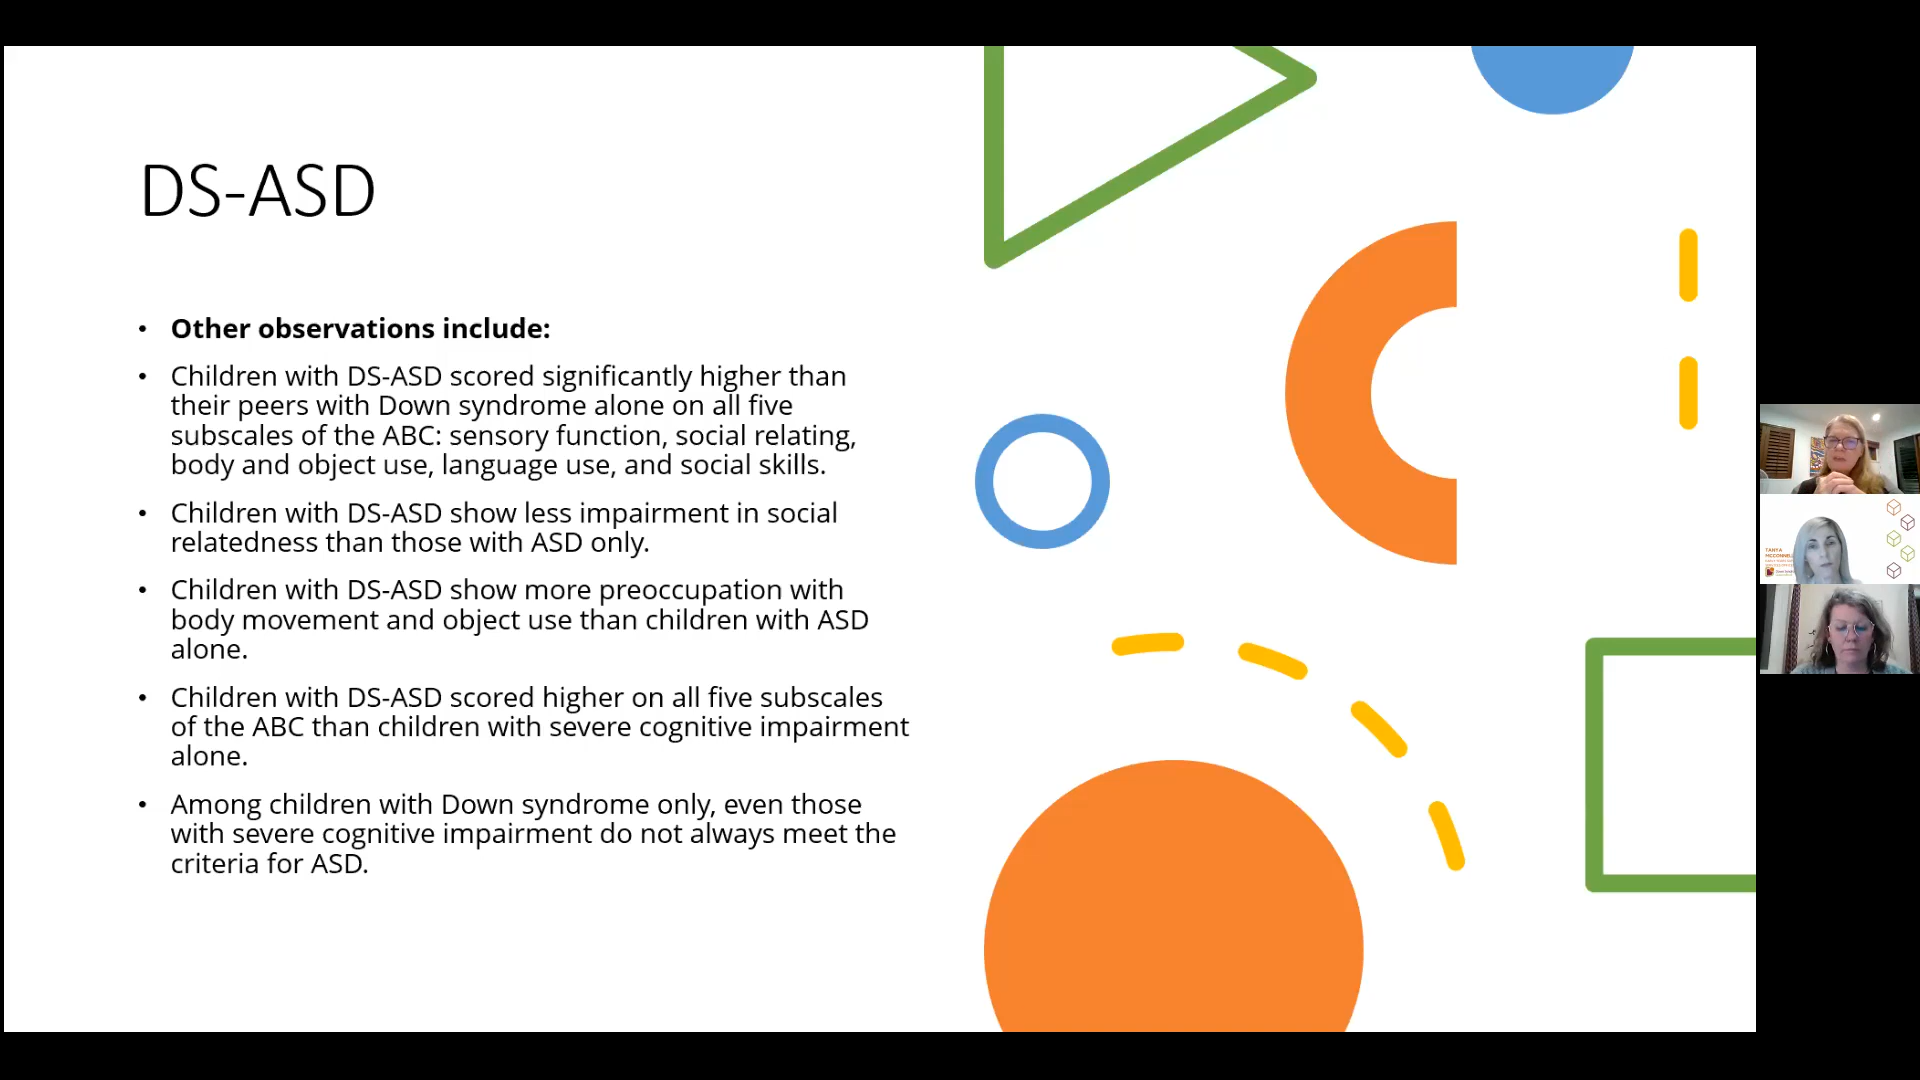 DS-ASD
• Other observations include:
• Children with DS-ASD scored significantly higher than
their peers with Down syndrome alone on all five
subscales of the ABC: sensory function, social relating,
body and object use, language use, and social skills.
• Children with DS-ASD show less impairment in social
relatedness than those with ASD only.
• Children with DS-ASD show more preoccupation with
body movement and object use than children with ASD
alone.
• Children with DS-ASD scored higher on all five subscales
of the ABC than children with severe cognitive impairment
alone.
• Among children with Down syndrome only, even those
with severe cognitive impairment do not always meet the
criteria for ASD.
TANYA
MCCONNELL